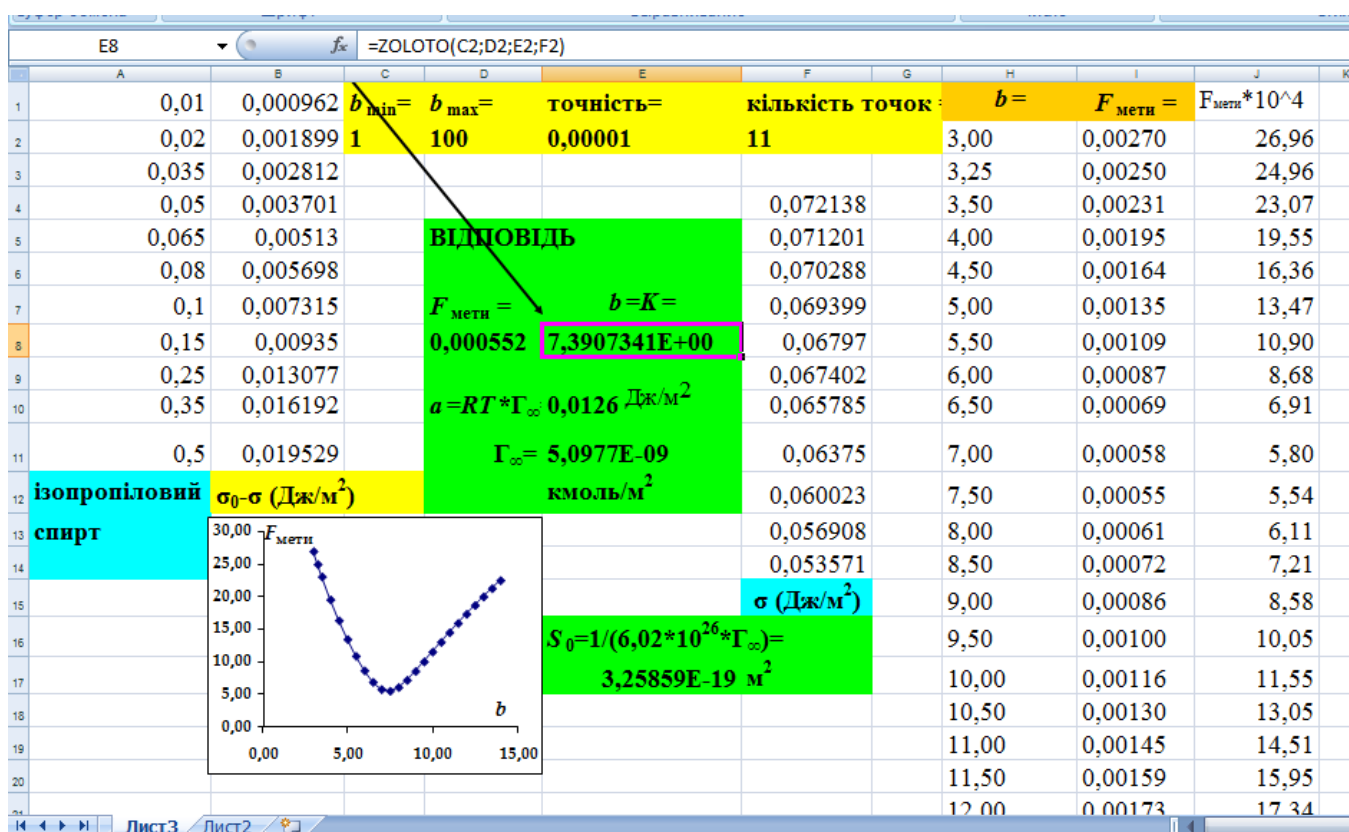 E8 fx =ZOLOTO(C2;D2;E2;F2)
A B C D E F G H I J K
1 0,01 0,000962 b min= b max= точність= кількість точок = b= F мети = Fмети*10^4
2 0,02 0,001899 1 100 0,00001 11 3,00 0,00270 26,96
3 0,035 0,002812 3,25 0,00250 24,96
4 0,05 0,003701 0,072138 3,50 0,00231 23,07
5 0,065 0,00513 ВІДПОВІДЬ 0,071201 4,00 0,00195 19,55
6 0,08 0,005698 0,070288 4,50 0,00164 16,36
7 0,1 0,007315 F мети = b=K= 0,069399 5,00 0,00135 13,47
8 0,15 0,00935 0,000552 7,3907341E+00 0,06797 5,50 0,00109 10,90
9 0,25 0,013077 0,067402 6,00 0,00087 8,68
10 0,35 0,016192 a=RT*Г∞ 0,0126 Дж/м² 0,065785 6,50 0,00069 6,91
11 0,5 0,019529 Г∞= 5,0977E-09 0,06375 7,00 0,00058 5,80
12 ізопропіловий σ₀-σ (Дж/м²) кмоль/м² 0,060023 7,50 0,00055 5,54
13 спирт 0,056908 8,00 0,00061 6,11
14 0,053571 8,50 0,00072 7,21
15 σ (Дж/м²) 9,00 0,00086 8,58
16 S₀=1/(6,02*10²⁶*Г∞)= 9,50 0,00100 10,05
17 3,25859E-19 м² 10,00 0,00116 11,55
18 10,50 0,00130 13,05
19 11,00 0,00145 14,51
20 11,50 0,00159 15,95
21 12,00 0,00173 17,34
30,00 Fмети
25,00
20,00
15,00
10,00
5,00 b
0,00
0,00 5,00 10,00 15,00
Лист3 Лист2